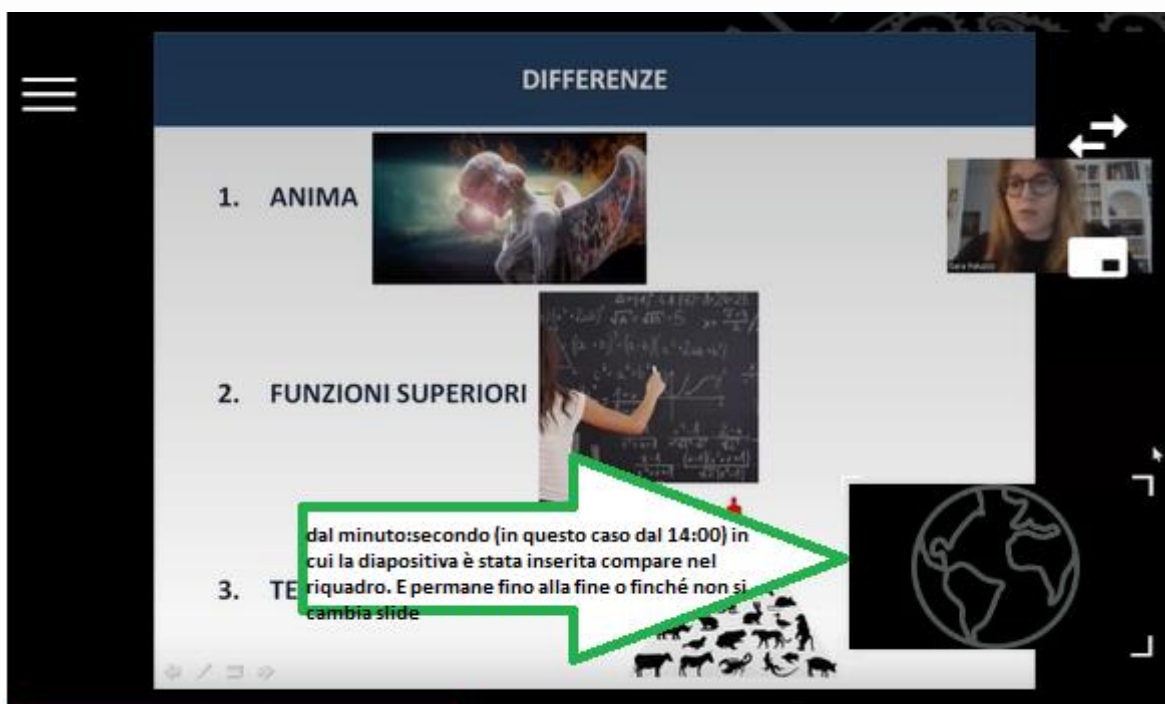 DIFFERENZE
1. ANIMA
2. FUNZIONI SUPERIORI
dal minuto:secondo (in questo caso dal 14:00) in
cui la diapositiva è stata inserita compare nel
riquadro. E permane fino alla fine o finché non si
cambia slide
3. TE